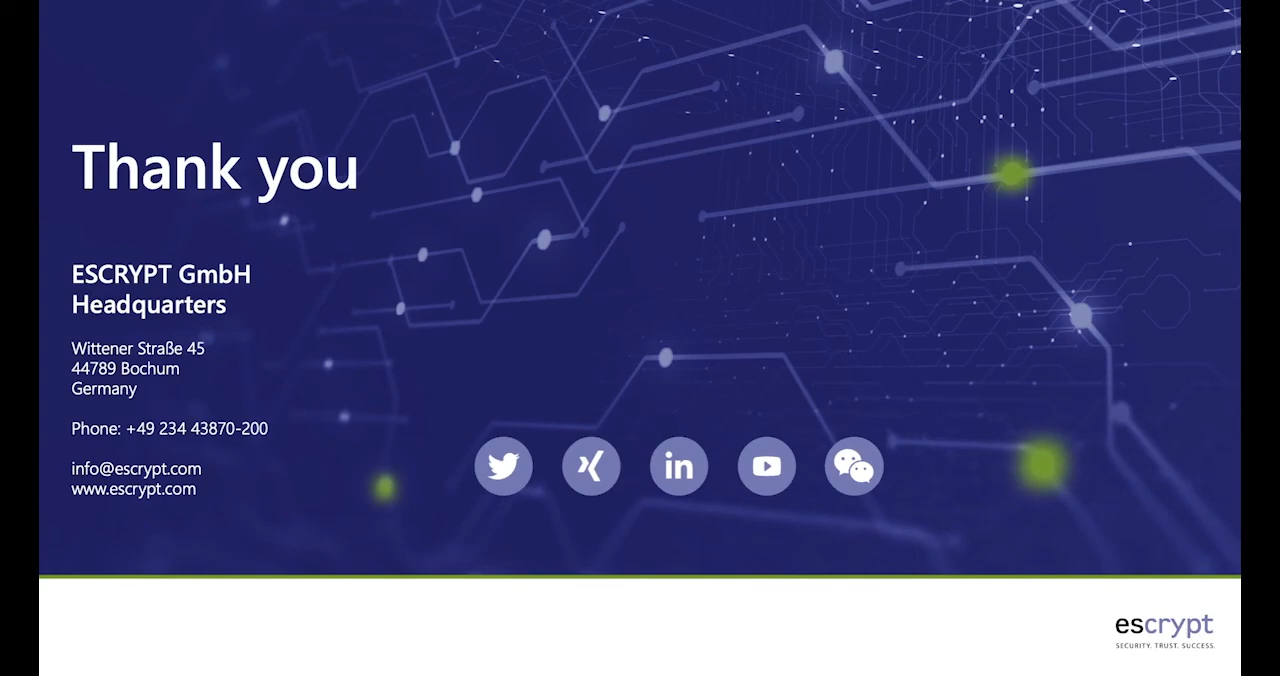 Thank you
ESCRYPT GmbH
Headquarters
Wittener Straße 45
44789 Bochum
Germany
Phone: +49 234 43870-200
info@escrypt.com
www.escrypt.com
in
escrypt
SECURITY. TRUST. SUCCESS.